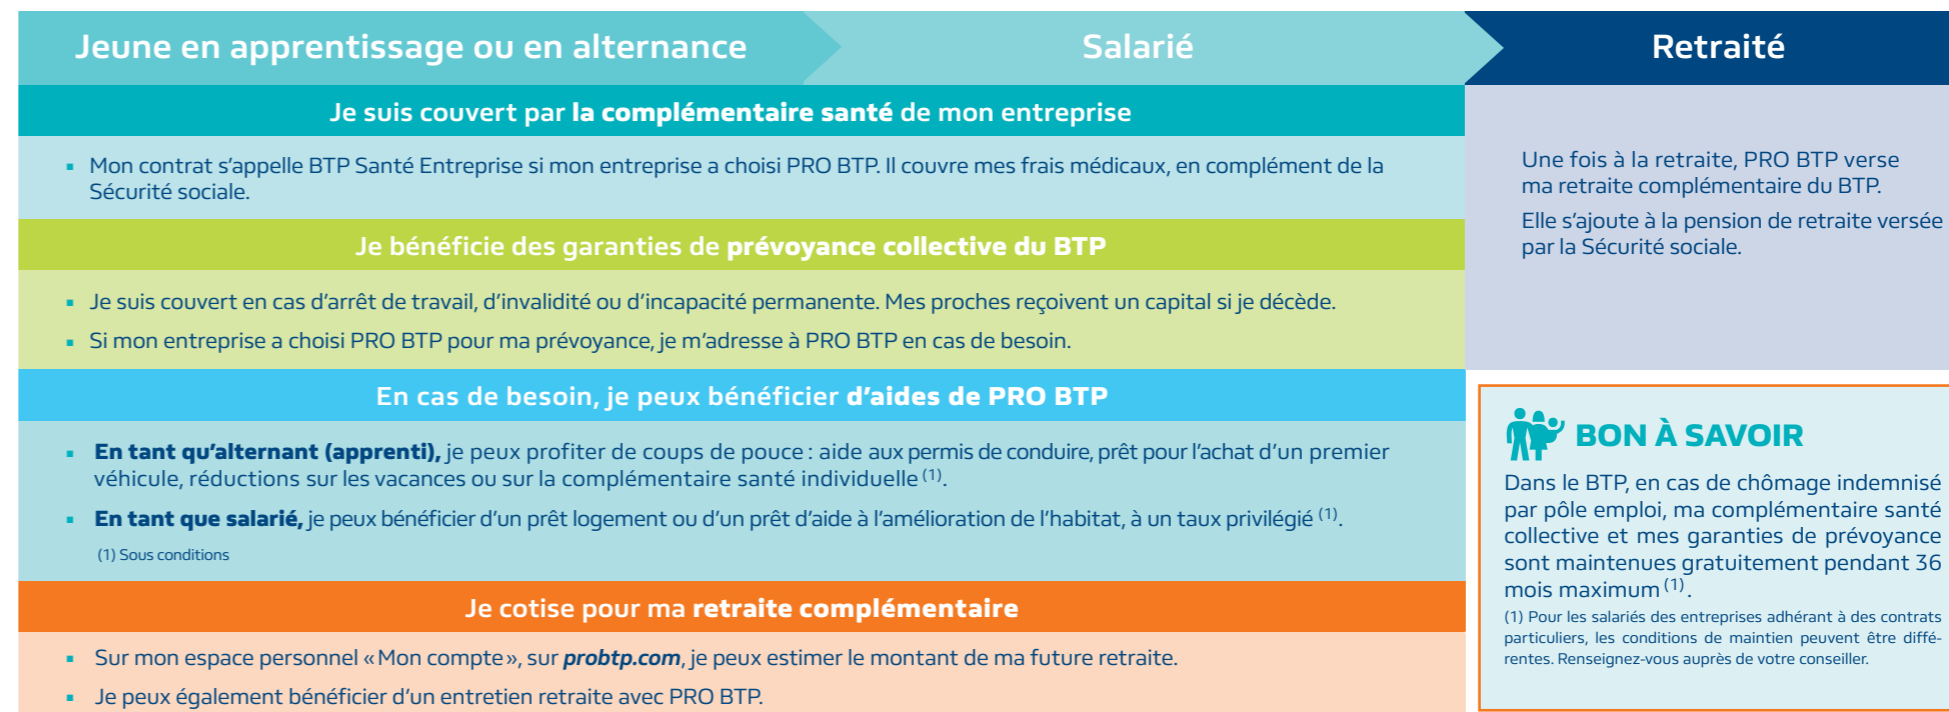 Jeune en apprentissage ou en alternance
Salarié
Retraité
Je suis couvert par la complémentaire santé de mon entreprise
▪ Mon contrat s’appelle BTP Santé Entreprise si mon entreprise a choisi PRO BTP. Il couvre mes frais médicaux, en complément de la
Sécurité sociale.
Je bénéficie des garanties de prévoyance collective du BTP
▪ Je suis couvert en cas d’arrêt de travail, d’invalidité ou d’incapacité permanente. Mes proches reçoivent un capital si je décède.
▪ Si mon entreprise a choisi PRO BTP pour ma prévoyance, je m’adresse à PRO BTP en cas de besoin.
En cas de besoin, je peux bénéficier d’aides de PRO BTP
▪ En tant qu’alternant (apprenti), je peux profiter de coups de pouce : aide aux permis de conduire, prêt pour l’achat d’un premier
véhicule, réductions sur les vacances ou sur la complémentaire santé individuelle (1).
▪ En tant que salarié, je peux bénéficier d’un prêt logement ou d’un prêt d’aide à l’amélioration de l’habitat, à un taux privilégié (1).
(1) Sous conditions
Je cotise pour ma retraite complémentaire
▪ Sur mon espace personnel « Mon compte », sur probtp.com, je peux estimer le montant de ma future retraite.
▪ Je peux également bénéficier d’un entretien retraite avec PRO BTP.
Une fois à la retraite, PRO BTP verse
ma retraite complémentaire du BTP.
Elle s’ajoute à la pension de retraite versée
par la Sécurité sociale.
BON À SAVOIR
Dans le BTP, en cas de chômage indemnisé
par pôle emploi, ma complémentaire santé
collective et mes garanties de prévoyance
sont maintenues gratuitement pendant 36
mois maximum (1).
(1) Pour les salariés des entreprises adhérant à des contrats
particuliers, les conditions de maintien peuvent être diffé-
rentes. Renseignez-vous auprès de votre conseiller.